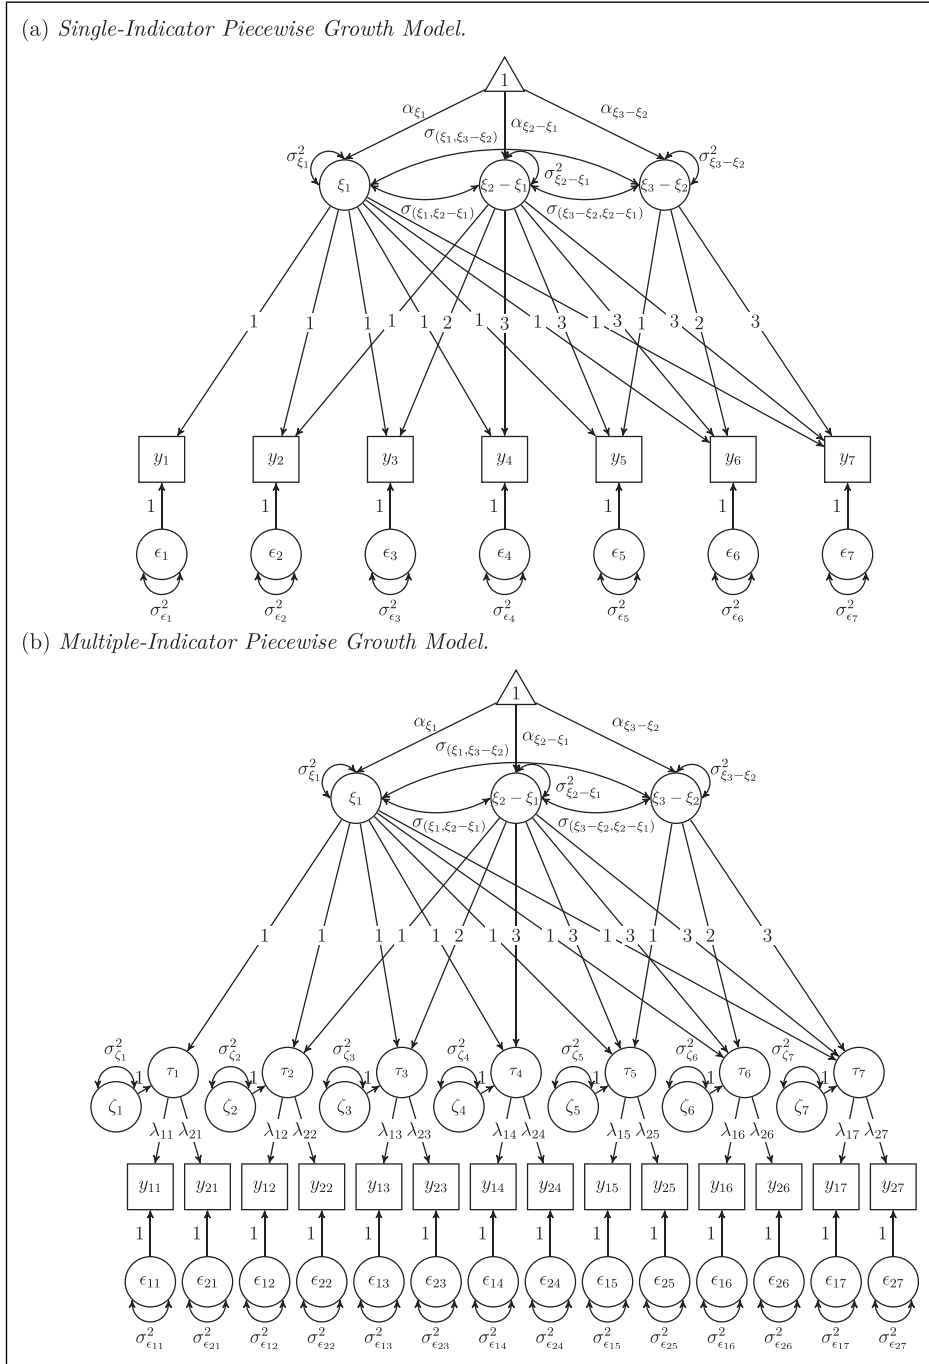 (a) Single-Indicator Piecewise Growth Model.
1
α_{ξ1} α_{ξ2−ξ1} α_{ξ3−ξ2}
σ_{(ξ1,ξ3−ξ2)}
σ²_{ξ1} σ²_{ξ2−ξ1} σ²_{ξ3−ξ2}
ξ1 ξ2 − ξ1 ξ3 − ξ2
σ_{(ξ1,ξ2−ξ1)} σ_{(ξ3−ξ2,ξ2−ξ1)}
1 1 1 1 1 2 3 1 3 1 3 1 3 2 3
y1 y2 y3 y4 y5 y6 y7
1 1 1 1 1 1 1
ϵ1 ϵ2 ϵ3 ϵ4 ϵ5 ϵ6 ϵ7
σ²_{ϵ1} σ²_{ϵ2} σ²_{ϵ3} σ²_{ϵ4} σ²_{ϵ5} σ²_{ϵ6} σ²_{ϵ7}
(b) Multiple-Indicator Piecewise Growth Model.
1
α_{ξ1} α_{ξ2−ξ1} α_{ξ3−ξ2}
σ_{(ξ1,ξ3−ξ2)}
σ²_{ξ1} σ²_{ξ2−ξ1} σ²_{ξ3−ξ2}
ξ1 ξ2 − ξ1 ξ3 − ξ2
σ_{(ξ1,ξ2−ξ1)} σ_{(ξ3−ξ2,ξ2−ξ1)}
1 1 1 1 1 2 1 3 3 1 1 3 1 3 2 3
σ²_{ζ1} σ²_{ζ2} σ²_{ζ3} σ²_{ζ4} σ²_{ζ5} σ²_{ζ6} σ²_{ζ7}
1 τ1 1 τ2 1 τ3 1 τ4 1 τ5 1 τ6 1 τ7
ζ1 ζ2 ζ3 ζ4 ζ5 ζ6 ζ7
λ11 λ21 λ12 λ22 λ13 λ23 λ14 λ24 λ15 λ25 λ16 λ26 λ17 λ27
y11 y21 y12 y22 y13 y23 y14 y24 y15 y25 y16 y26 y17 y27
1 1 1 1 1 1 1 1 1 1 1 1 1 1
ϵ11 ϵ21 ϵ12 ϵ22 ϵ13 ϵ23 ϵ14 ϵ24 ϵ15 ϵ25 ϵ16 ϵ26 ϵ17 ϵ27
σ²_{ϵ11} σ²_{ϵ21} σ²_{ϵ12} σ²_{ϵ22} σ²_{ϵ13} σ²_{ϵ23} σ²_{ϵ14} σ²_{ϵ24} σ²_{ϵ15} σ²_{ϵ25} σ²_{ϵ16} σ²_{ϵ26} σ²_{ϵ17} σ²_{ϵ27}